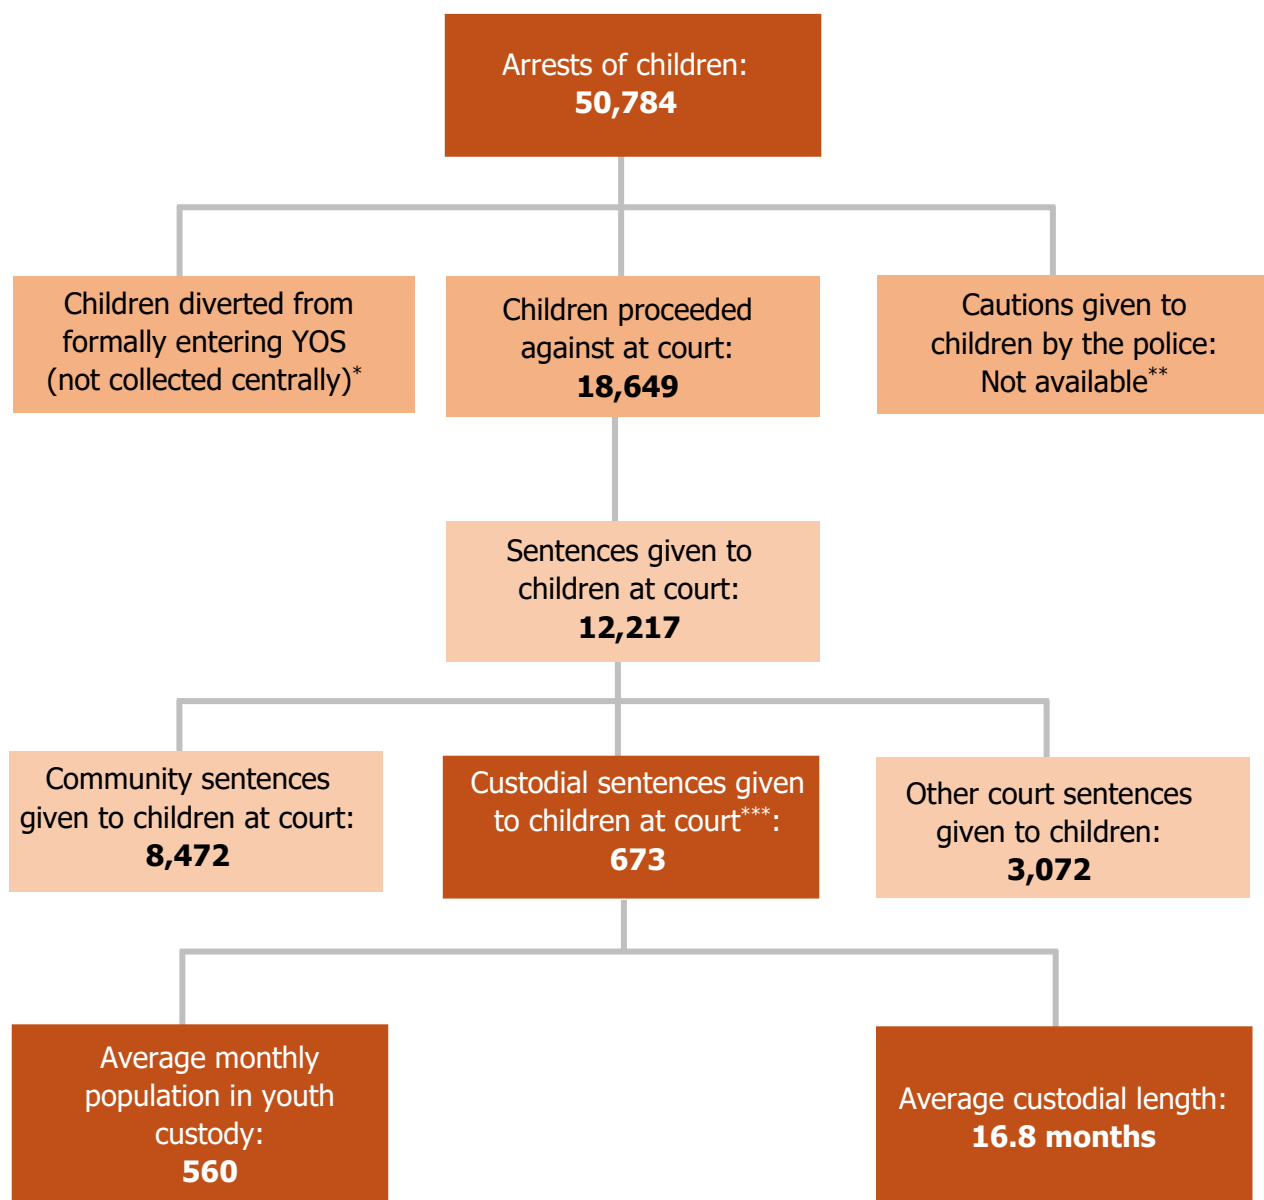 Arrests of children:
50,784
Children diverted from
formally entering YOS
(not collected centrally)*
Children proceeded
against at court:
18,649
Cautions given to
children by the police:
Not available**
Sentences given to
children at court:
12,217
Community sentences
given to children at court:
8,472
Custodial sentences given
to children at court***:
673
Other court sentences
given to children:
3,072
Average monthly
population in youth
custody:
560
Average custodial length:
16.8 months